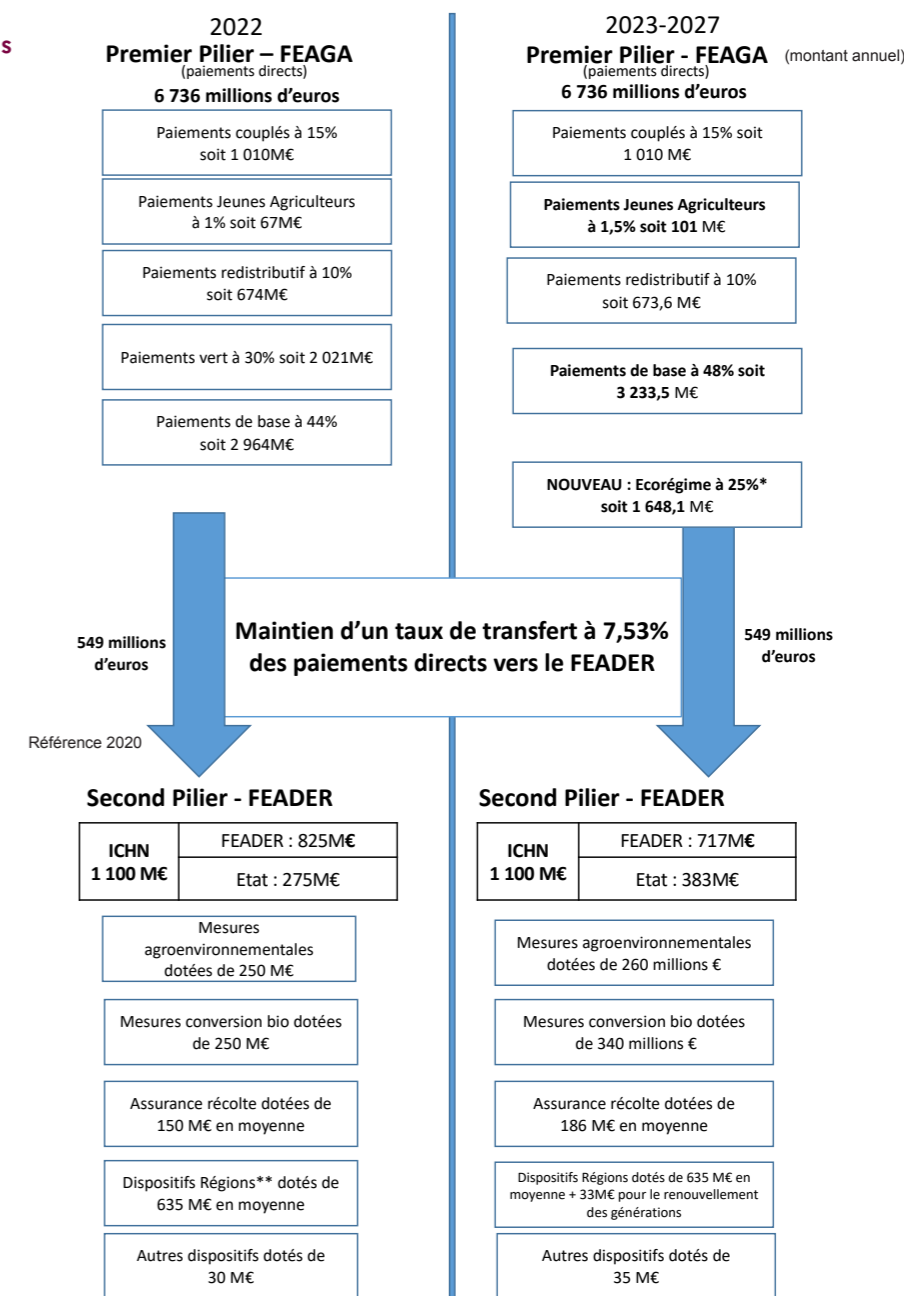 s
2022
Premier Pilier – FEAGA
(paiements directs)
6 736 millions d’euros
Paiements couplés à 15%
soit 1 010M€
Paiements Jeunes Agriculteurs
à 1% soit 67M€
Paiements redistributif à 10%
soit 674M€
Paiements vert à 30% soit 2 021M€
Paiements de base à 44%
soit 2 964M€
2023-2027
Premier Pilier - FEAGA (montant annuel)
(paiements directs)
6 736 millions d’euros
Paiements couplés à 15% soit
1 010 M€
Paiements Jeunes Agriculteurs
à 1,5% soit 101 M€
Paiements redistributif à 10%
soit 673,6 M€
Paiements de base à 48% soit
3 233,5 M€
NOUVEAU : Ecorégime à 25%*
soit 1 648,1 M€
549 millions
d’euros
Maintien d’un taux de transfert à 7,53%
des paiements directs vers le FEADER
549 millions
d’euros
Référence 2020
Second Pilier - FEADER
ICHN
1 100 M€
FEADER : 825M€
Etat : 275M€
Mesures
agroenvironnementales
dotées de 250 M€
Mesures conversion bio dotées
de 250 M€
Assurance récolte dotées de
150 M€ en moyenne
Dispositifs Régions** dotés de
635 M€ en moyenne
Autres dispositifs dotés de
30 M€
Second Pilier - FEADER
ICHN
1 100 M€
FEADER : 717M€
Etat : 383M€
Mesures agroenvironnementales
dotées de 260 millions €
Mesures conversion bio dotées
de 340 millions €
Assurance récolte dotées de
186 M€ en moyenne
Dispositifs Régions dotés de 635 M€ en
moyenne + 33M€ pour le renouvellement
des générations
Autres dispositifs dotés de
35 M€